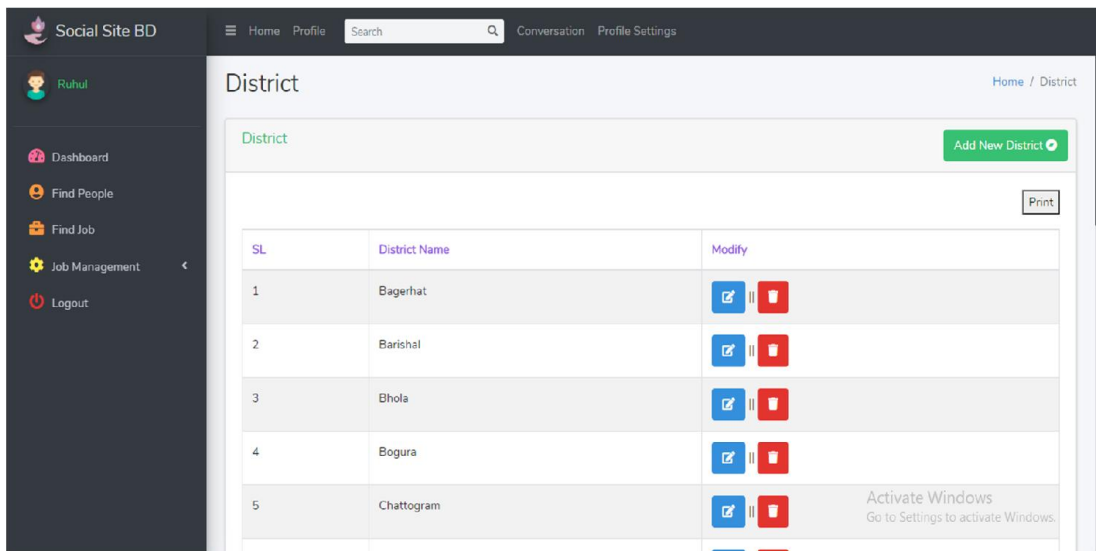 Social Site BD
Home Profile Search Conversation Profile Settings
Ruhul
Dashboard
Find People
Find Job
Job Management
Logout
District
Home / District
District
Add New District
Print
SL District Name Modify
1 Bagerhat ||
2 Barishal ||
3 Bhola ||
4 Bogura ||
5 Chattogram ||
Activate Windows
Go to Settings to activate Windows.